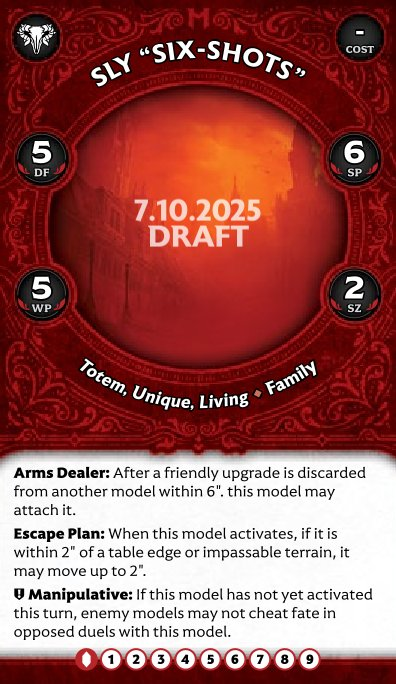 -
COST
SLY “SIX-SHOTS”
5
DF
6
SP
7.10.2025
DRAFT
5
WP
2
SZ
Totem, Unique, Living ♦ Family
Arms Dealer: After a friendly upgrade is discarded
from another model within 6". this model may
attach it.
Escape Plan: When this model activates, if it is
within 2" of a table edge or impassable terrain, it
may move up to 2".
Manipulative: If this model has not yet activated
this turn, enemy models may not cheat fate in
opposed duels with this model.
1 2 3 4 5 6 7 8 9